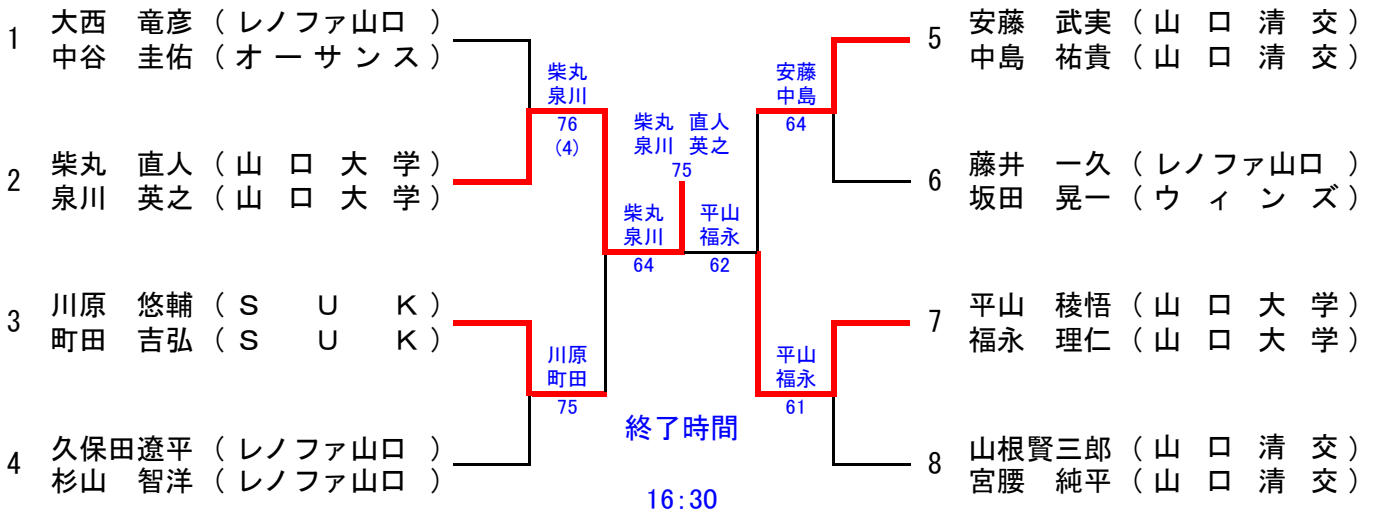 1 大西 竜彦 ( レノファ山口 )
中谷 圭佑 ( オーサンス )
2 柴丸 直人 ( 山口大学 )
泉川 英之 ( 山口大学 )
3 川原 悠輔 ( SUK )
町田 吉弘 ( SUK )
4 久保田遼平 ( レノファ山口 )
杉山 智洋 ( レノファ山口 )
柴丸
泉川
76
(4)
川原
町田
75
柴丸
泉川
64
柴丸 直人
泉川 英之
75
平山
福永
62
安藤
中島
64
平山
福永
61
終了時間
16:30
5 安藤 武実 ( 山口清交 )
中島 祐貴 ( 山口清交 )
6 藤井 一久 ( レノファ山口 )
坂田 晃一 ( ウィンズ )
7 平山 稜悟 ( 山口大学 )
福永 理仁 ( 山口大学 )
8 山根賢三郎 ( 山口清交 )
宮腰 純平 ( 山口清交 )